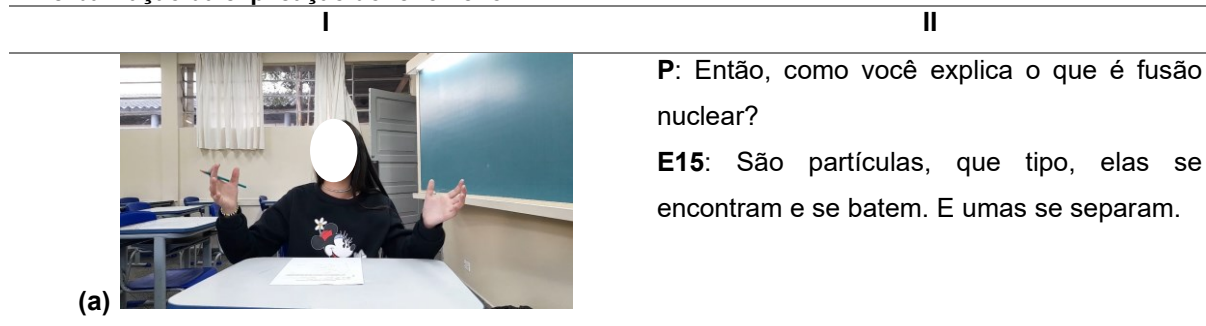 I
II
P: Então, como você explica o que é fusão
nuclear?
E15: São partículas, que tipo, elas se
encontram e se batem. E umas se separam.
(a)